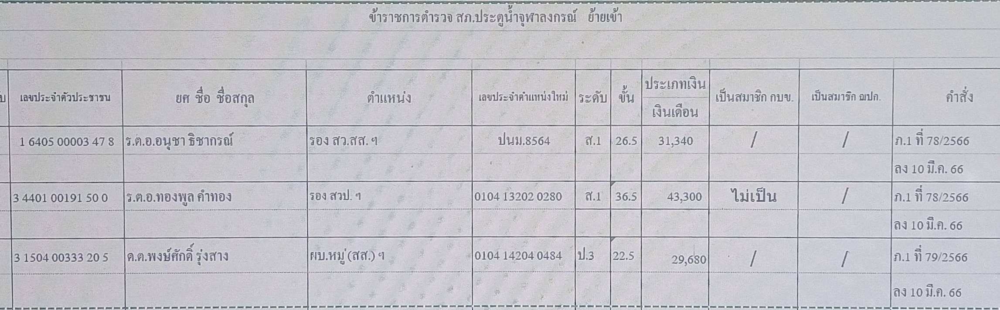 ข้าราชการตำรวจ สภ.ประตูน้ำจุฬาลงกรณ์ ย้ายเข้า
เลขประจำตัวประชาชน ยศ ชื่อ ชื่อสกุล ตำแหน่ง เลขประจำตำแหน่งใหม่ ระดับ ขั้น ประเภทเงิน เงินเดือน เป็นสมาชิก กบข. เป็นสมาชิก ฌปก. คำสั่ง
1 6405 00003 47 8 ร.ต.อ.อนุชา ธิชากรณ์ รอง สว.สส. ฯ ปนม.8564 ส.1 26.5 31,340 / / ภ.1 ที่ 78/2566
ลง 10 มี.ค. 66
3 4401 00191 50 0 ร.ต.อ.ทองพูล คำทอง รอง สวป. ฯ 0104 13202 0280 ส.1 36.5 43,300 ไม่เป็น / ภ.1 ที่ 78/2566
ลง 10 มี.ค. 66
3 1504 00333 20 5 ด.ต.พงษ์ศักดิ์ รุ่งสาง ผบ.หมู่ (สส.) ฯ 0104 14204 0484 ป.3 22.5 29,680 / / ภ.1 ที่ 79/2566
ลง 10 มี.ค. 66